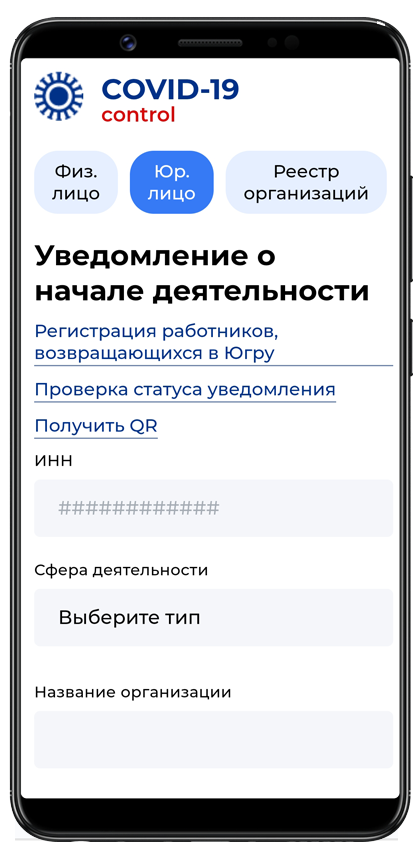 COVID-19
control
Физ.
лицо
Юр.
лицо
Реестр
организаций
Уведомление о
начале деятельности
Регистрация работников,
возвращающихся в Югру
Проверка статуса уведомления
Получить QR
ИНН
############
Сфера деятельности
Выберите тип
Название организации